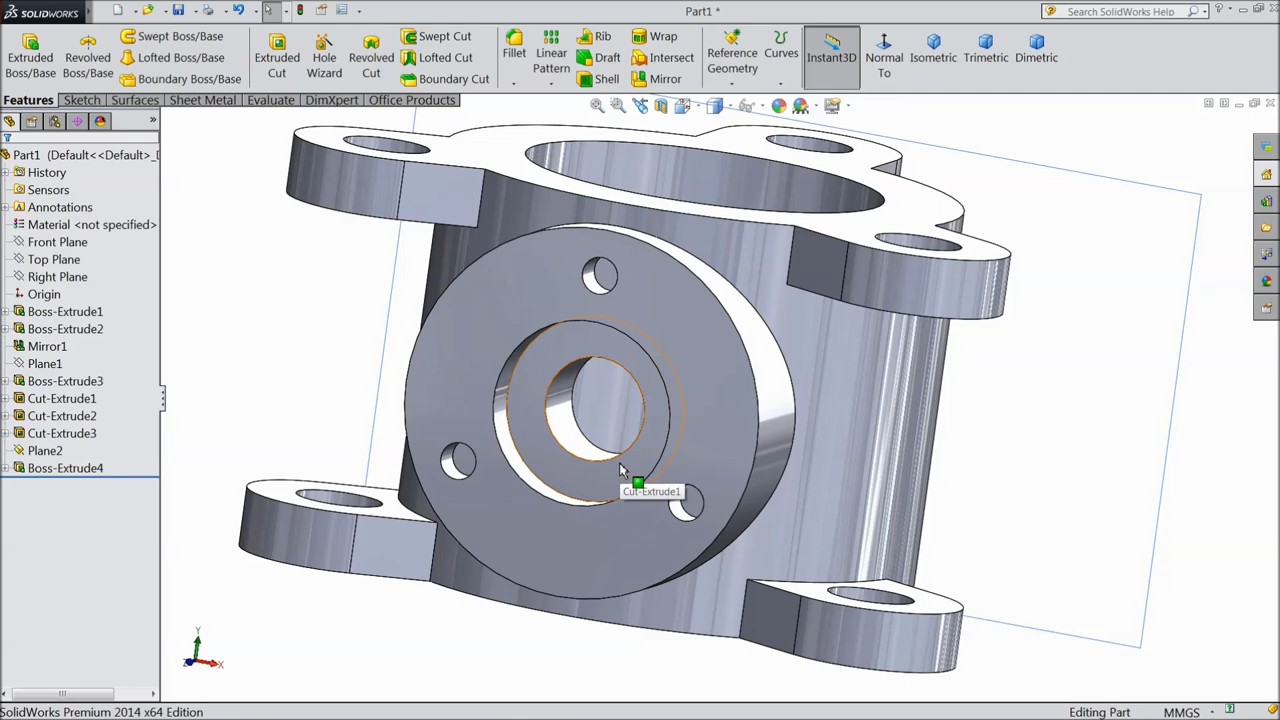 SOLIDWORKS
Part1 *
Search SolidWorks Help
Extruded Boss/Base
Revolved Boss/Base
Swept Boss/Base
Lofted Boss/Base
Boundary Boss/Base
Extruded Cut
Hole Wizard
Revolved Cut
Swept Cut
Lofted Cut
Boundary Cut
Fillet
Linear Pattern
Rib
Draft
Shell
Wrap
Intersect
Mirror
Reference Geometry
Curves
Instant3D
Normal To
Isometric
Trimetric
Dimetric
Features Sketch Surfaces Sheet Metal Evaluate DimXpert Office Products
Part1 (Default<<Default>_D
History
Sensors
Annotations
Material <not specified>
Front Plane
Top Plane
Right Plane
Origin
Boss-Extrude1
Boss-Extrude2
Mirror1
Plane1
Boss-Extrude3
Cut-Extrude1
Cut-Extrude2
Cut-Extrude3
Plane2
Boss-Extrude4
Cut-Extrude1
Y
X
Z
SolidWorks Premium 2014 x64 Edition
Editing Part
MMGS